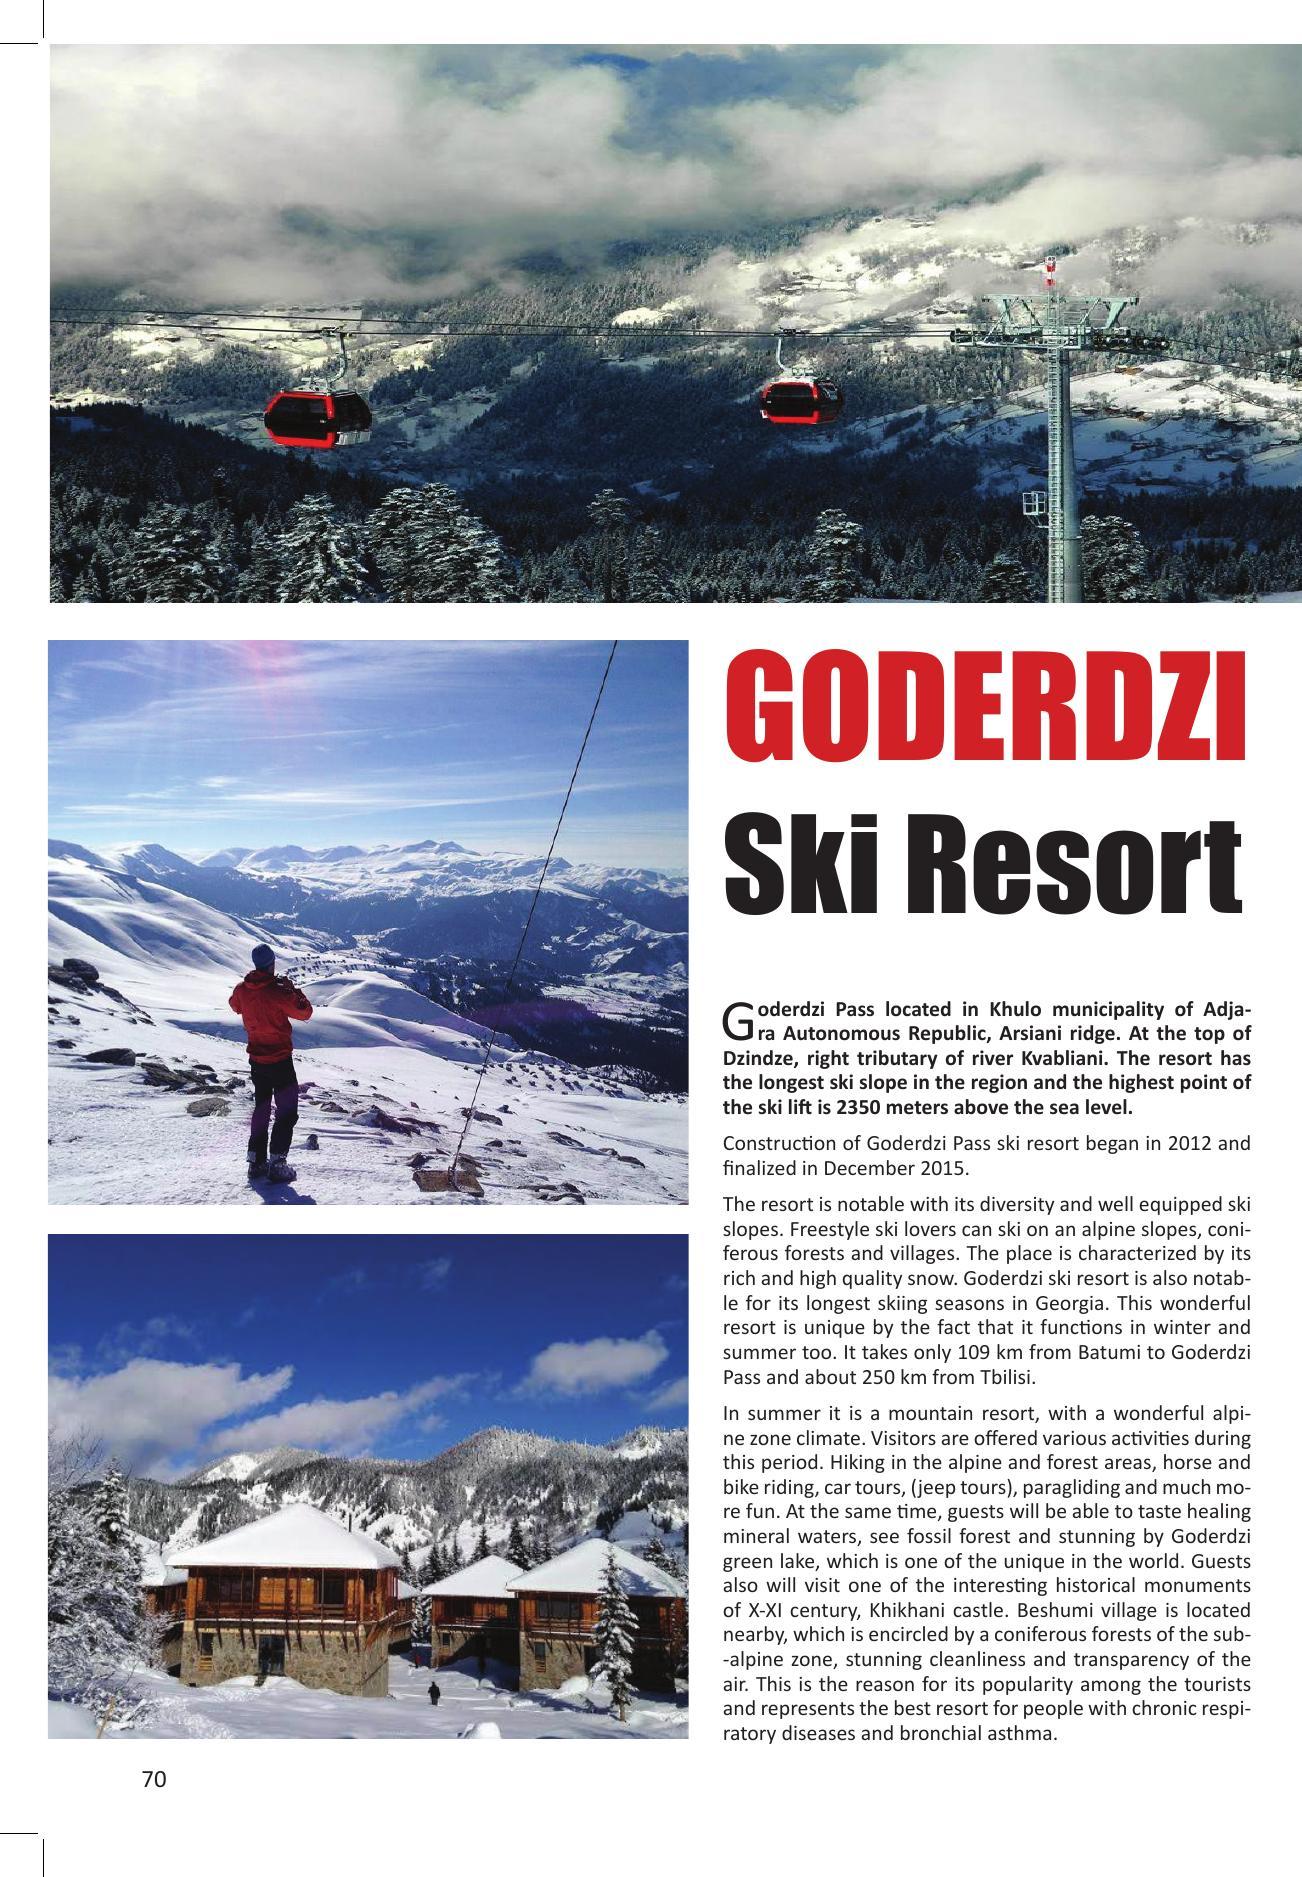 GODERDZI
Ski Resort
Goderdzi Pass located in Khulo municipality of Adja-
ra Autonomous Republic, Arsiani ridge. At the top of
Dzindze, right tributary of river Kvabliani. The resort has
the longest ski slope in the region and the highest point of
the ski lift is 2350 meters above the sea level.
Construction of Goderdzi Pass ski resort began in 2012 and
finalized in December 2015.
The resort is notable with its diversity and well equipped ski
slopes. Freestyle ski lovers can ski on an alpine slopes, coni-
ferous forests and villages. The place is characterized by its
rich and high quality snow. Goderdzi ski resort is also notab-
le for its longest skiing seasons in Georgia. This wonderful
resort is unique by the fact that it functions in winter and
summer too. It takes only 109 km from Batumi to Goderdzi
Pass and about 250 km from Tbilisi.
In summer it is a mountain resort, with a wonderful alpi-
ne zone climate. Visitors are offered various activities during
this period. Hiking in the alpine and forest areas, horse and
bike riding, car tours, (jeep tours), paragliding and much mo-
re fun. At the same time, guests will be able to taste healing
mineral waters, see fossil forest and stunning by Goderdzi
green lake, which is one of the unique in the world. Guests
also will visit one of the interesting historical monuments
of X-XI century, Khikhani castle. Beshumi village is located
nearby, which is encircled by a coniferous forests of the sub-
-alpine zone, stunning cleanliness and transparency of the
air. This is the reason for its popularity among the tourists
and represents the best resort for people with chronic respi-
ratory diseases and bronchial asthma.
70